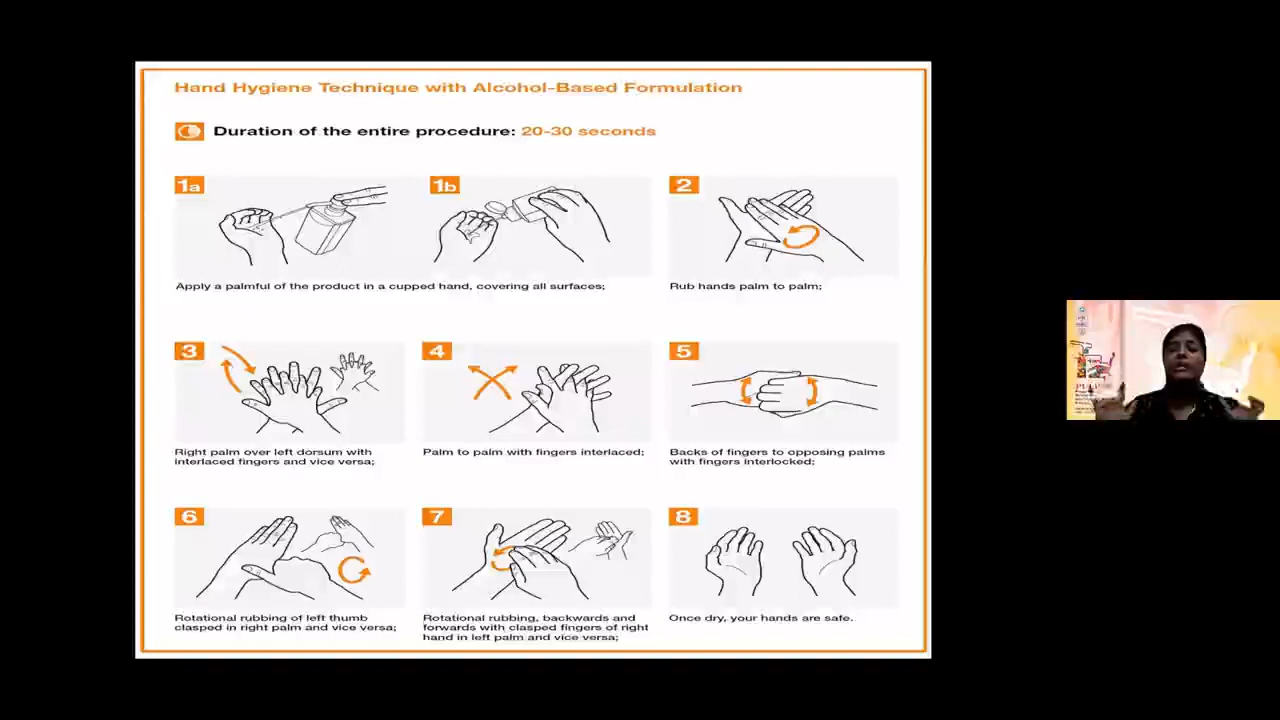 Hand Hygiene Technique with Alcohol-Based Formulation
Duration of the entire procedure: 20-30 seconds
1a
1b
Apply a palmful of the product in a cupped hand, covering all surfaces;
2
Rub hands palm to palm;
3
Right palm over left dorsum with
interlaced fingers and vice versa;
4
Palm to palm with fingers interlaced;
5
Backs of fingers to opposing palms
with fingers interlocked;
6
Rotational rubbing of left thumb
clasped in right palm and vice versa;
7
Rotational rubbing, backwards and
forwards with clasped fingers of right
hand in left palm and vice versa;
8
Once dry, your hands are safe.